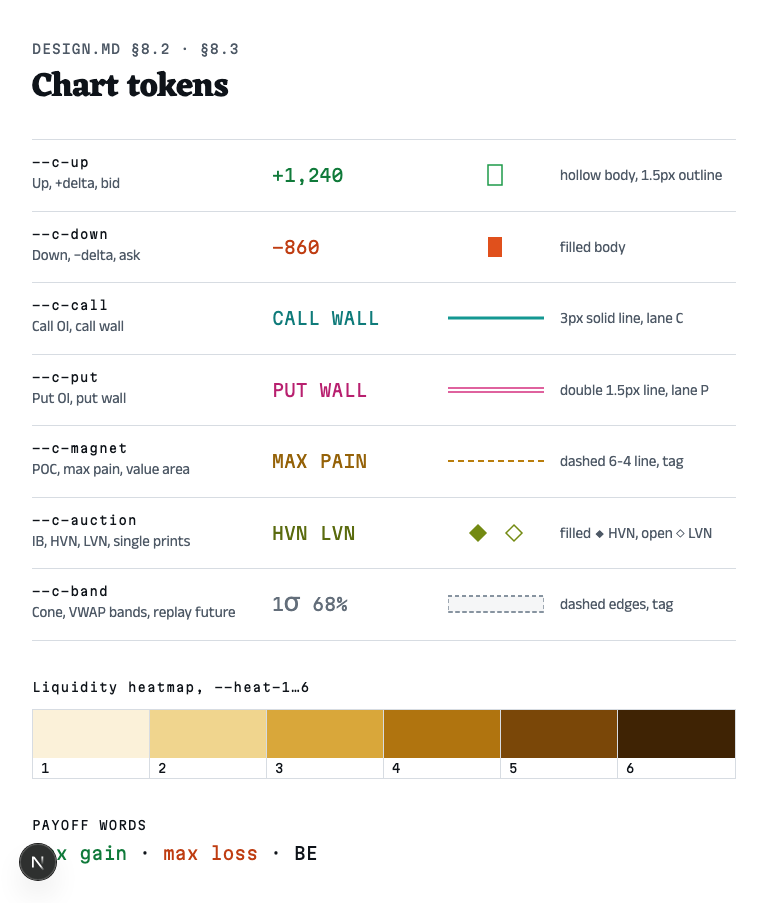 DESIGN.MD §8.2 · §8.3
Chart tokens
--c-up
Up, +delta, bid
+1,240
hollow body, 1.5px outline
--c-down
Down, −delta, ask
−860
filled body
--c-call
Call OI, call wall
CALL WALL
3px solid line, lane C
--c-put
Put OI, put wall
PUT WALL
double 1.5px line, lane P
--c-magnet
POC, max pain, value area
MAX PAIN
dashed 6-4 line, tag
--c-auction
IB, HVN, LVN, single prints
HVN LVN
filled ◆ HVN, open ◇ LVN
--c-band
Cone, VWAP bands, replay future
1σ 68%
dashed edges, tag
Liquidity heatmap, --heat-1…6
1 2 3 4 5 6
PAYOFF WORDS
x gain · max loss · BE
N